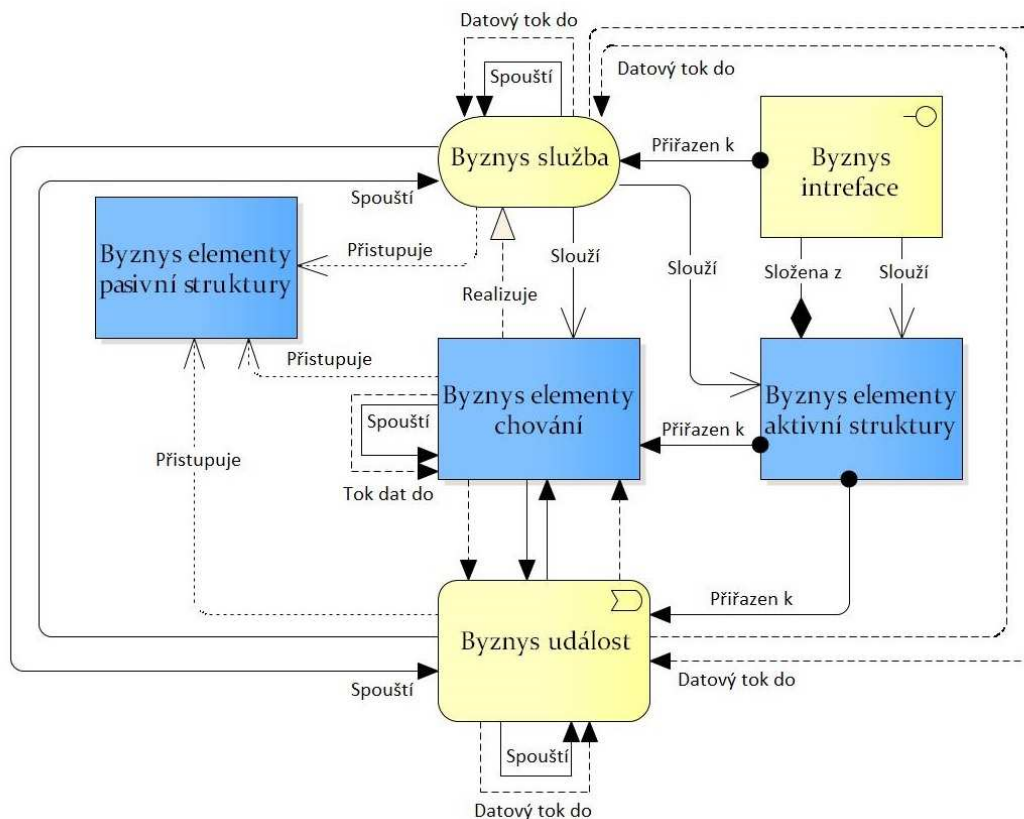 Datový tok do
Spouští
Datový tok do
Byznys služba
Přiřazen k
Byznys
intreface
Spouští
Přistupuje
Byznys elementy
pasivní struktury
Slouží
Slouží
Složena z
Slouží
Realizuje
Přistupuje
Byznys elementy
chování
Byznys elementy
aktivní struktury
Spouští
Přiřazen k
Přistupuje
Tok dat do
Přiřazen k
Byznys událost
Spouští
Datový tok do
Spouští
Datový tok do